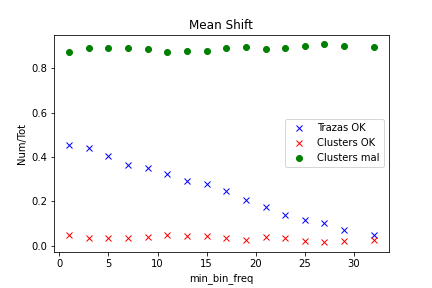 Mean Shift
Num/Tot
0.8
0.6
0.4
0.2
0.0
Trazas OK
Clusters OK
Clusters mal
0 5 10 15 20 25 30
min_bin_freq